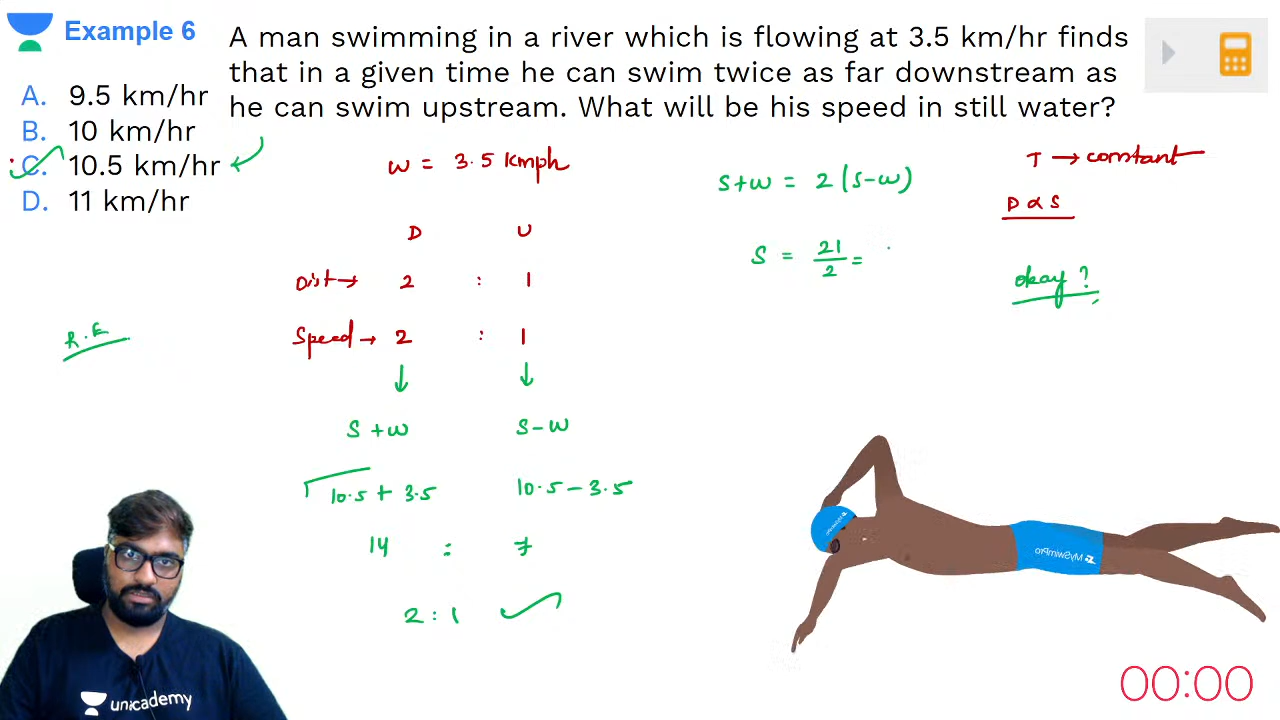 Example 6
A man swimming in a river which is flowing at 3.5 km/hr finds
that in a given time he can swim twice as far downstream as
he can swim upstream. What will be his speed in still water?
A. 9.5 km/hr
B. 10 km/hr
C. 10.5 km/hr
D. 11 km/hr
w = 3.5 Kmph
D U
Dist → 2 : 1
Speed → 2 : 1
S + w S - w
10.5 + 3.5 10.5 - 3.5
14 : 7
2 : 1
S+w = 2 (S-w)
S = 21/2 =
T → constant
D ∝ S
okay ?
R.E
MySwimPro
unacademy
00:00